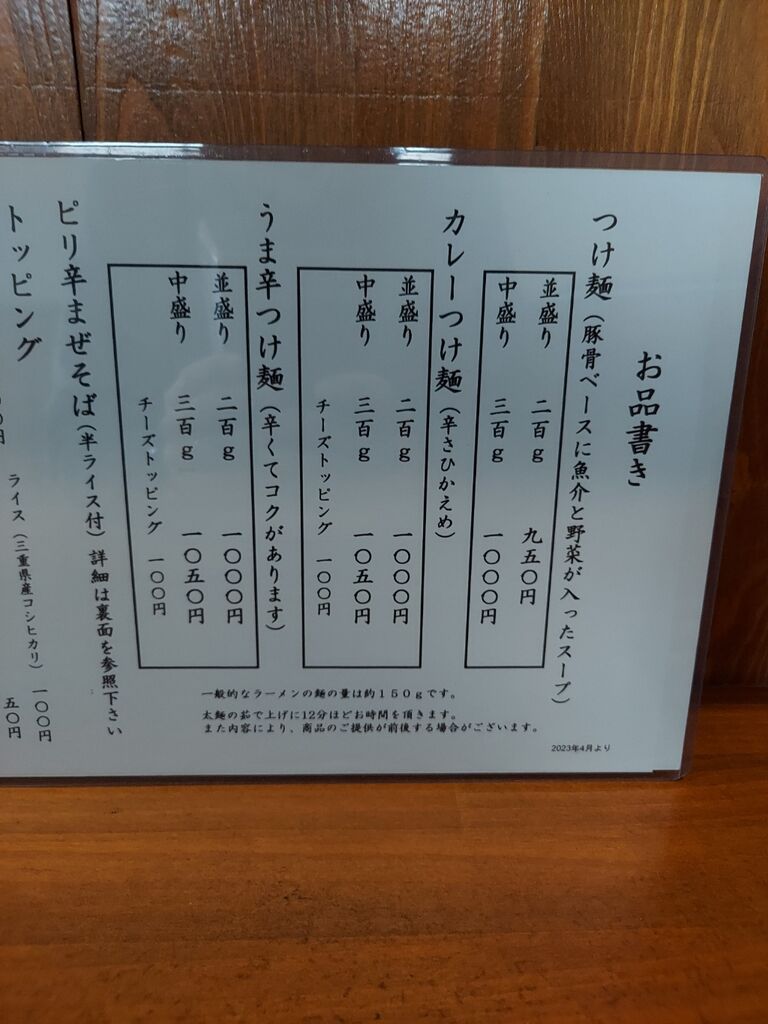 お品書き
つけ麺（豚骨ベースに魚介と野菜が入ったスープ）
並盛り 二百ｇ 九五〇円
中盛り 三百ｇ 一〇〇〇円
カレーつけ麺（辛さひかえめ）
並盛り 二百ｇ 一〇〇〇円
中盛り 三百ｇ 一〇五〇円
チーズトッピング 一〇〇円
うま辛つけ麺（辛くてコクがあります）
並盛り 二百ｇ 一〇〇〇円
中盛り 三百ｇ 一〇五〇円
チーズトッピング 一〇〇円
ピリ辛まぜそば（半ライス付）詳細は裏面を参照下さい
トッピング
ライス（三重県産コシヒカリ） 一〇〇円
五〇円
〇円
一般的なラーメンの麺の量は約１５０ｇです。
太麺の茹で上げに12分ほどお時間を頂きます。
また内容により、商品のご提供が前後する場合がございます。
2023年4月より